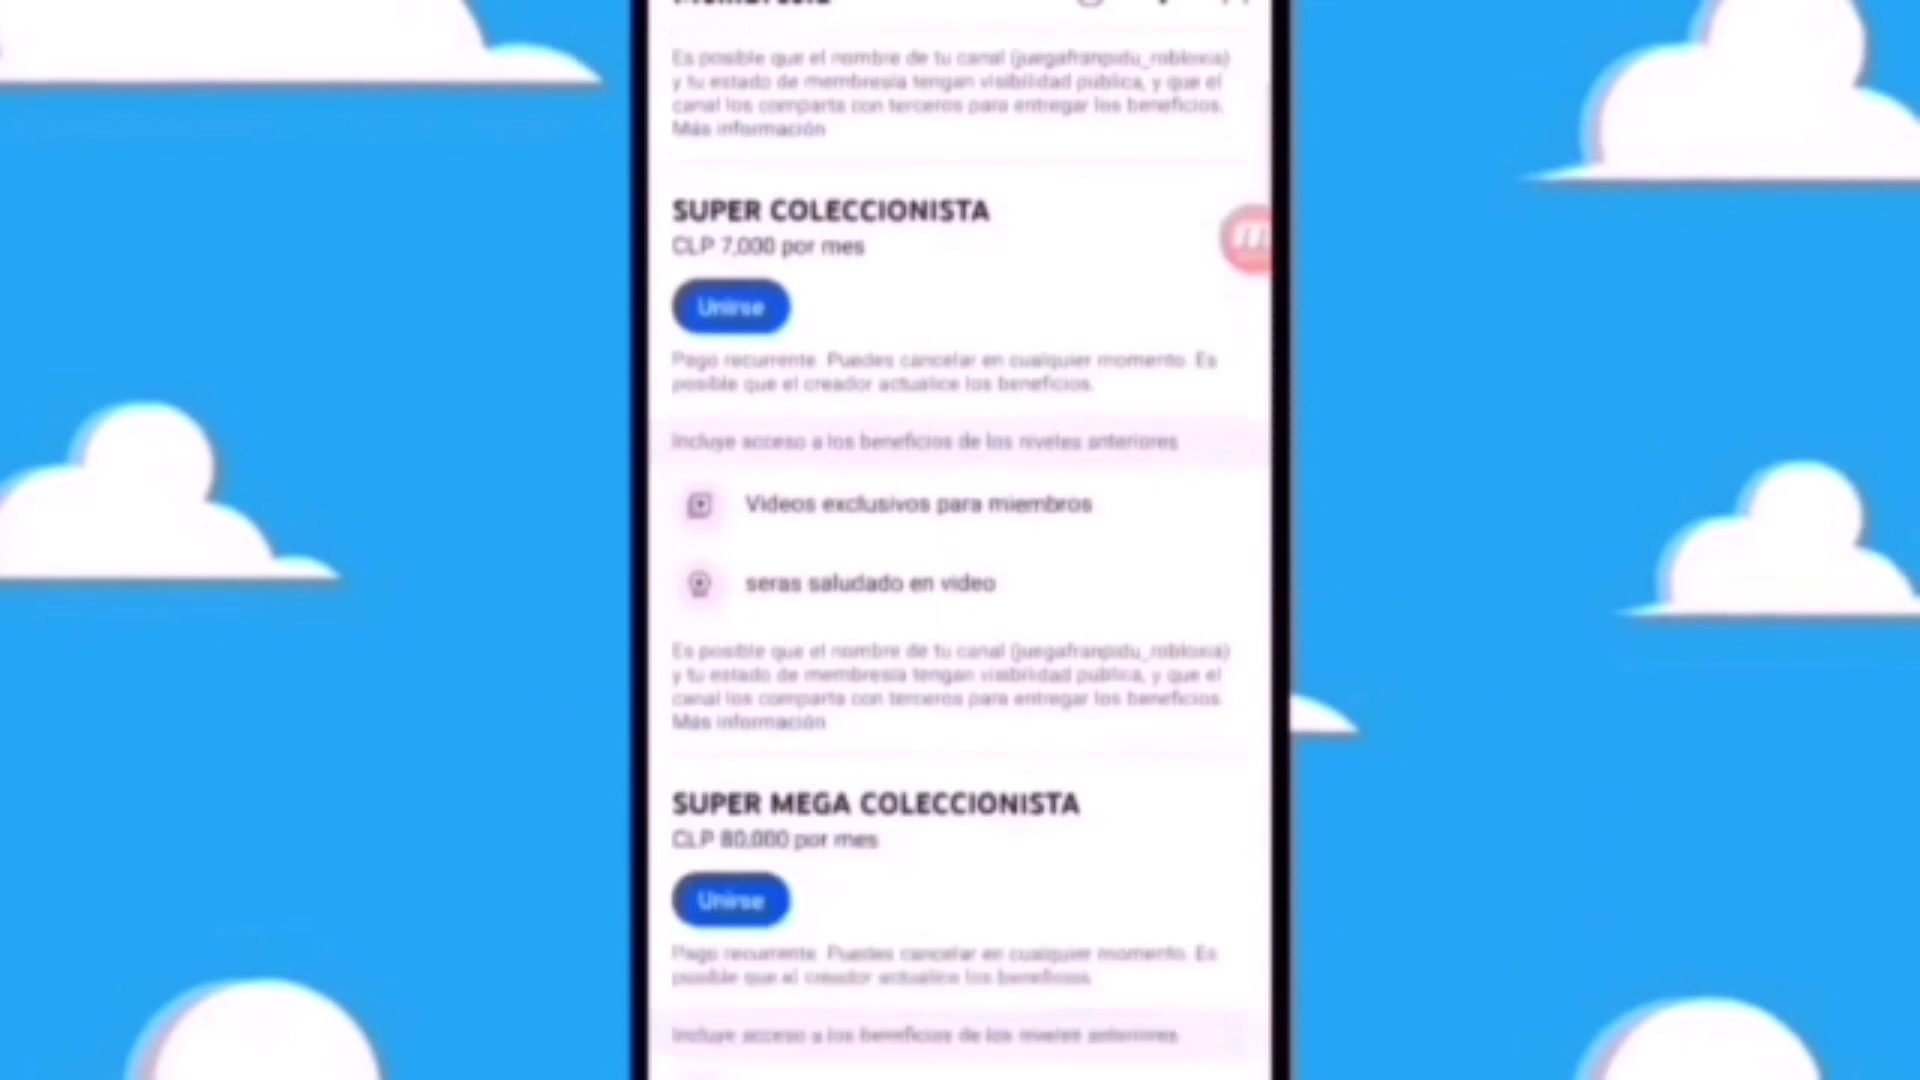 Membresía
Es posible que el nombre de tu canal (juegafranpidu_robloxia)
y tu estado de membresía tengan visibilidad pública, y que el
canal los comparta con terceros para entregar los beneficios.
Más información
SUPER COLECCIONISTA
CLP 7,000 por mes
Unirse
Pago recurrente. Puedes cancelar en cualquier momento. Es
posible que el creador actualice los beneficios.
Incluye acceso a los beneficios de los niveles anteriores
Videos exclusivos para miembros
seras saludado en video
Es posible que el nombre de tu canal (juegafranpidu_robloxia)
y tu estado de membresía tengan visibilidad pública, y que el
canal los comparta con terceros para entregar los beneficios.
Más información
SUPER MEGA COLECCIONISTA
CLP 80,000 por mes
Unirse
Pago recurrente. Puedes cancelar en cualquier momento. Es
posible que el creador actualice los beneficios.
Incluye acceso a los beneficios de los niveles anteriores